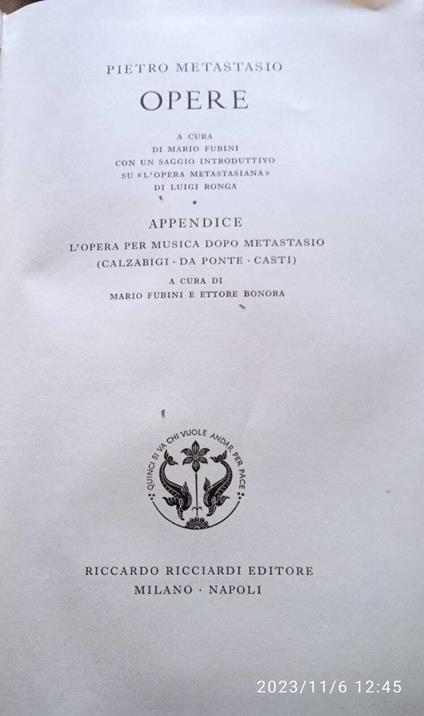 PIETRO METASTASIO
OPERE
A CURA
DI MARIO FUBINI
CON UN SAGGIO INTRODUTTIVO
SU «L'OPERA METASTASIANA»
DI LUIGI RONGA
*
APPENDICE
L'OPERA PER MUSICA DOPO METASTASIO
(CALZABIGI · DA PONTE · CASTI)
A CURA DI
MARIO FUBINI E ETTORE BONORA
QUINCI SI VA CHI VUOLE ANDAR PER PACE
RICCARDO RICCIARDI EDITORE
MILANO · NAPOLI
2023/11/6 12:45